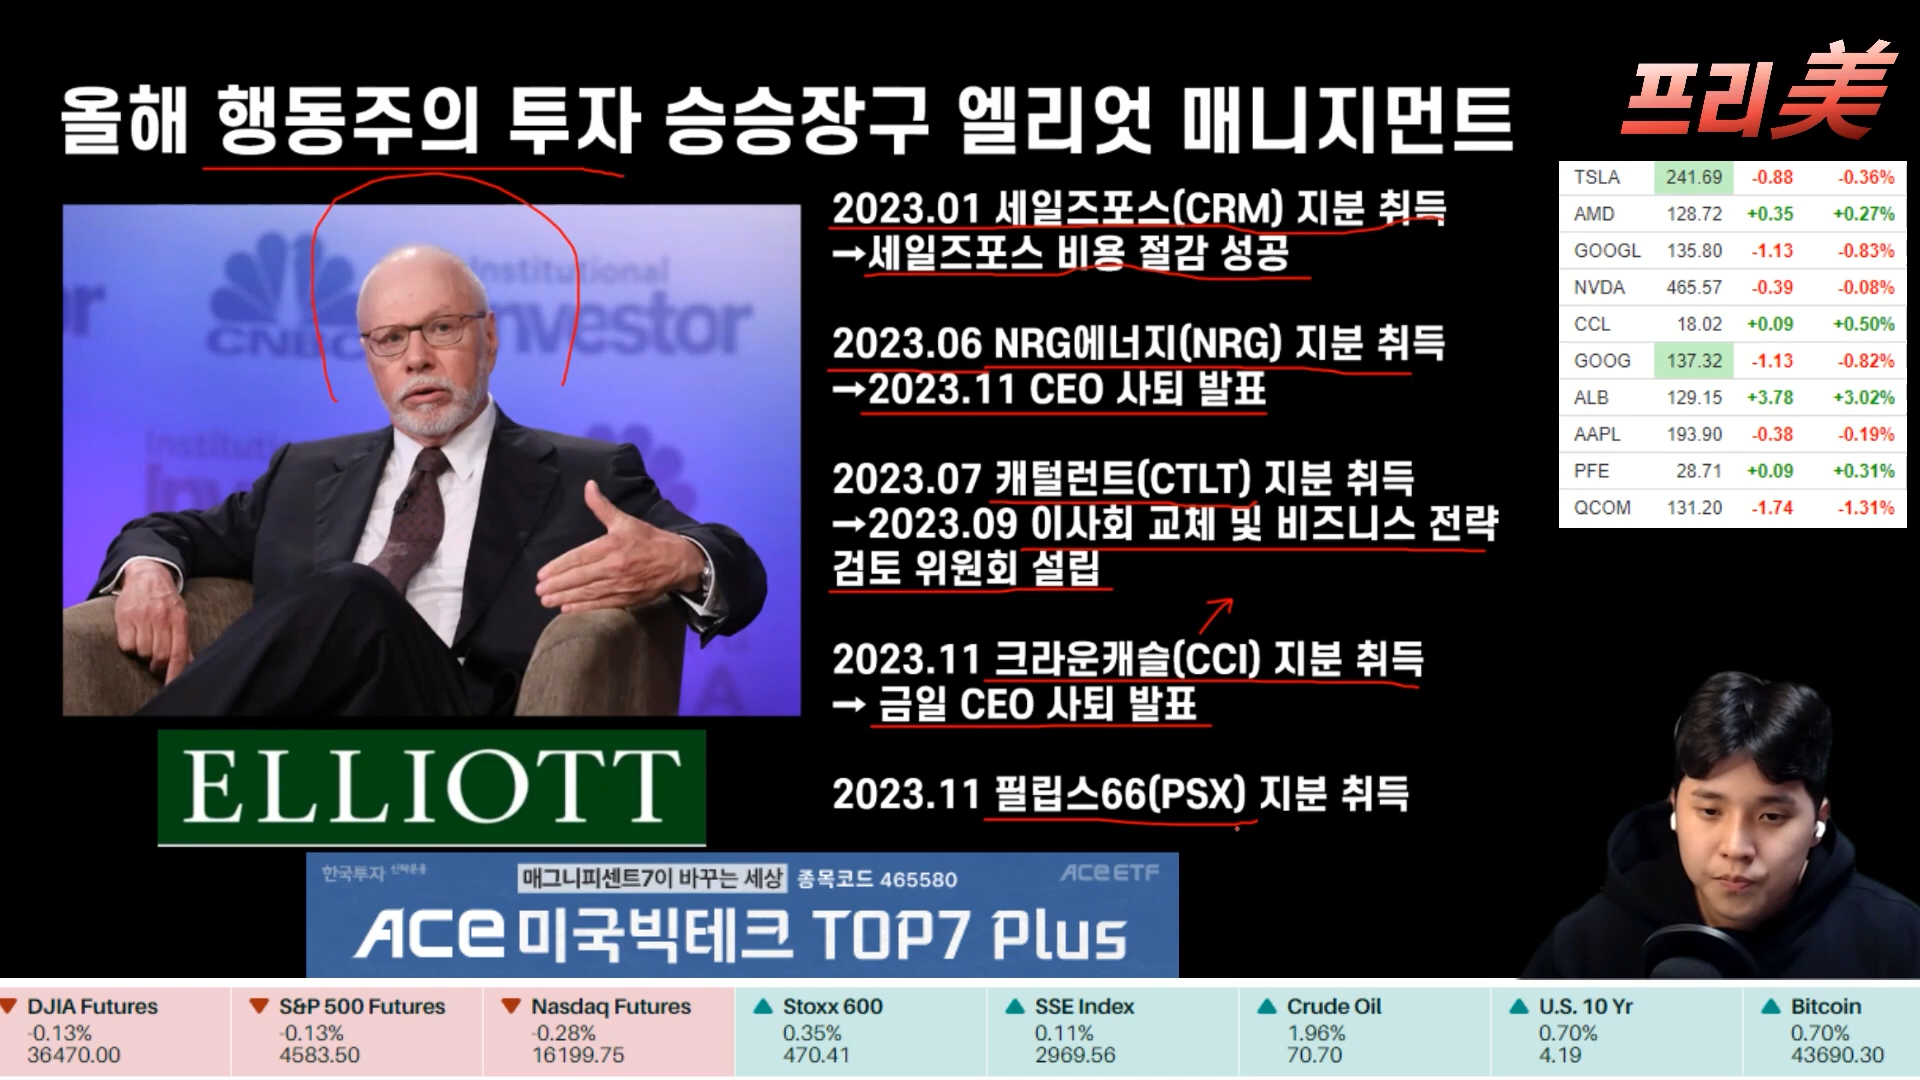 올해 행동주의 투자 승승장구 엘리엇 매니지먼트
프리美
Institutional
Investor
CNBC
or
Instituti
Inv
A
2023.01 세일즈포스(CRM) 지분 취득
→세일즈포스 비용 절감 성공
2023.06 NRG에너지(NRG) 지분 취득
→2023.11 CEO 사퇴 발표
2023.07 캐털런트(CTLT) 지분 취득
→2023.09 이사회 교체 및 비즈니스 전략
검토 위원회 설립
2023.11 크라운캐슬(CCI) 지분 취득
→ 금일 CEO 사퇴 발표
2023.11 필립스66(PSX) 지분 취득
ELLIOTT
TSLA 241.69 -0.88 -0.36%
AMD 128.72 +0.35 +0.27%
GOOGL 135.80 -1.13 -0.83%
NVDA 465.57 -0.39 -0.08%
CCL 18.02 +0.09 +0.50%
GOOG 137.32 -1.13 -0.82%
ALB 129.15 +3.78 +3.02%
AAPL 193.90 -0.38 -0.19%
PFE 28.71 +0.09 +0.31%
QCOM 131.20 -1.74 -1.31%
한국투자 신탁운용 매그니피센트7이 바꾸는 세상 종목코드 465580 ACE ETF
ACE 미국빅테크 TOP7 Plus
▼ DJIA Futures ▼ S&P 500 Futures ▼ Nasdaq Futures ▲ Stoxx 600 ▲ SSE Index ▲ Crude Oil ▲ U.S. 10 Yr ▲ Bitcoin
-0.13% -0.13% -0.28% 0.35% 0.11% 1.96% 0.70% 0.70%
36470.00 4583.50 16199.75 470.41 2969.56 70.70 4.19 43690.30